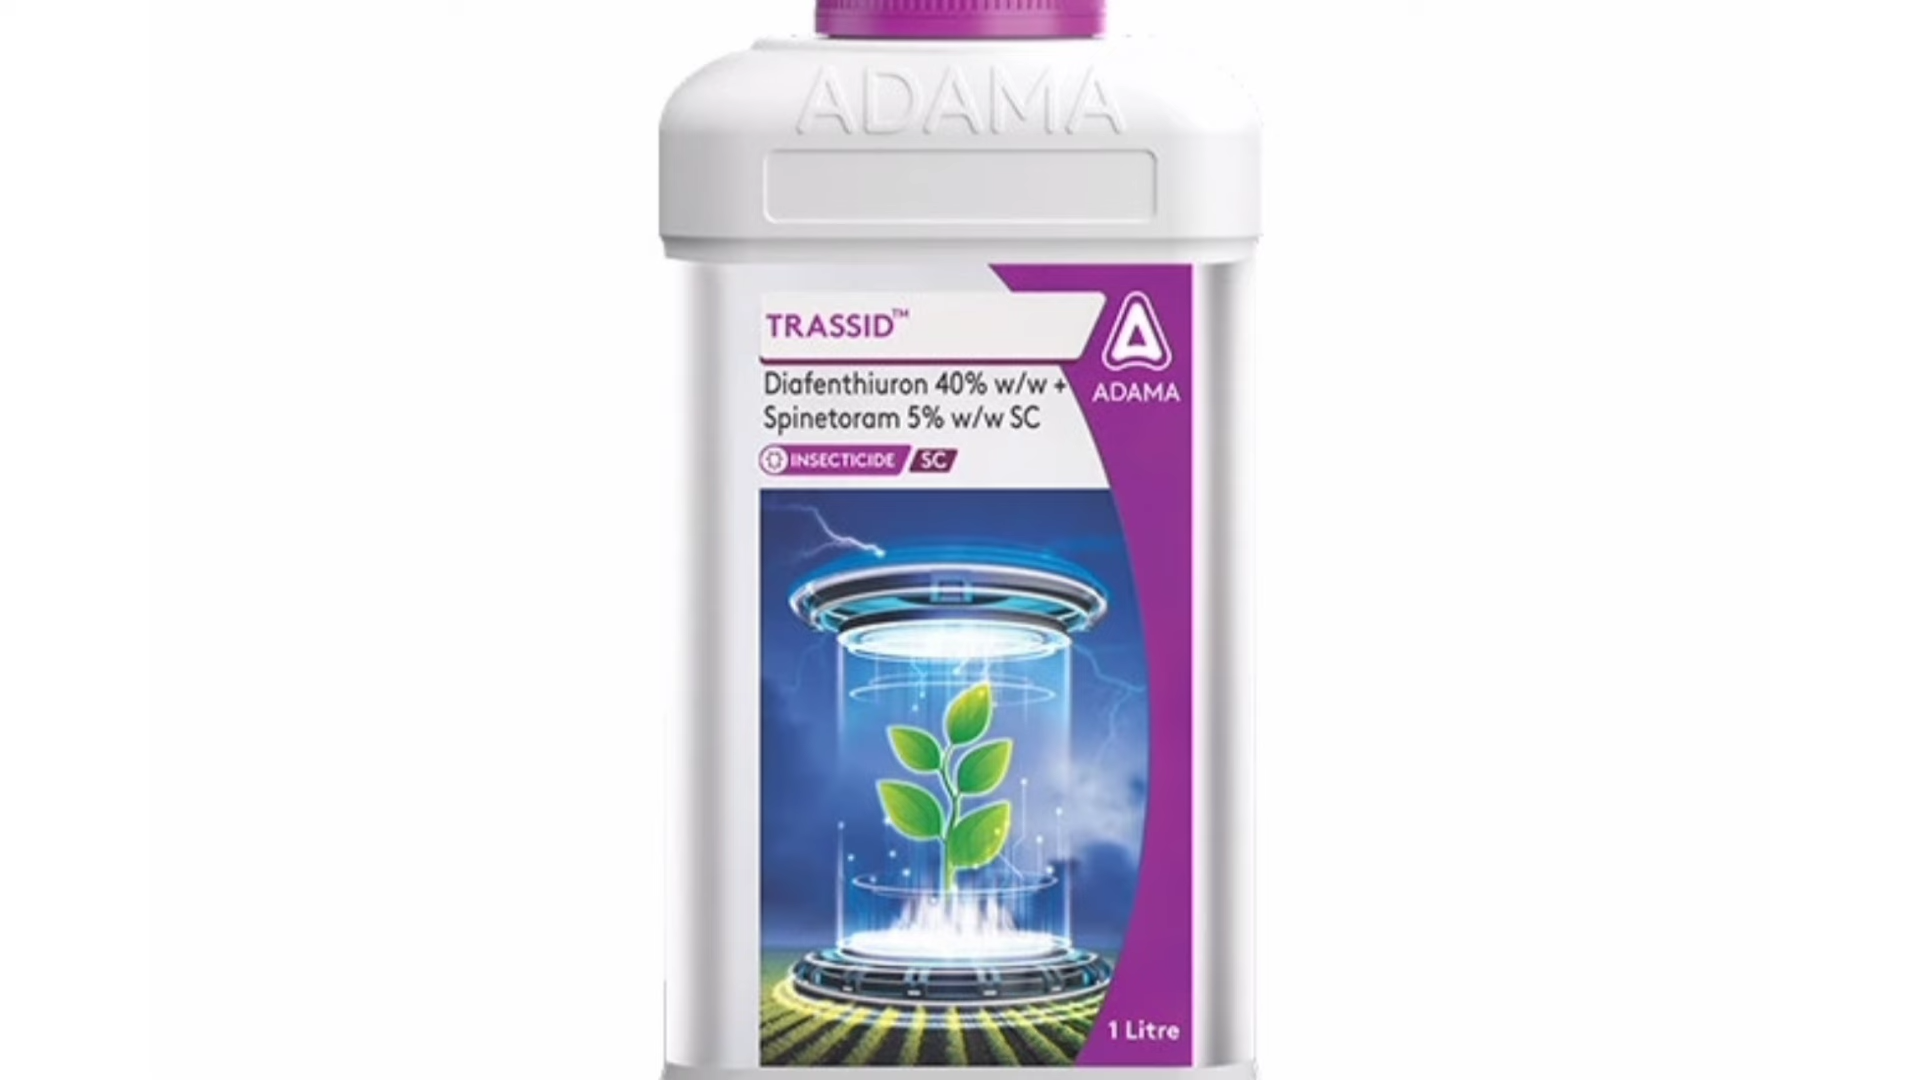 ADAMA
TRASSID™
Diafenthiuron 40% w/w +
Spinetoram 5% w/w SC
ADAMA
INSECTICIDE SC
1 Litre